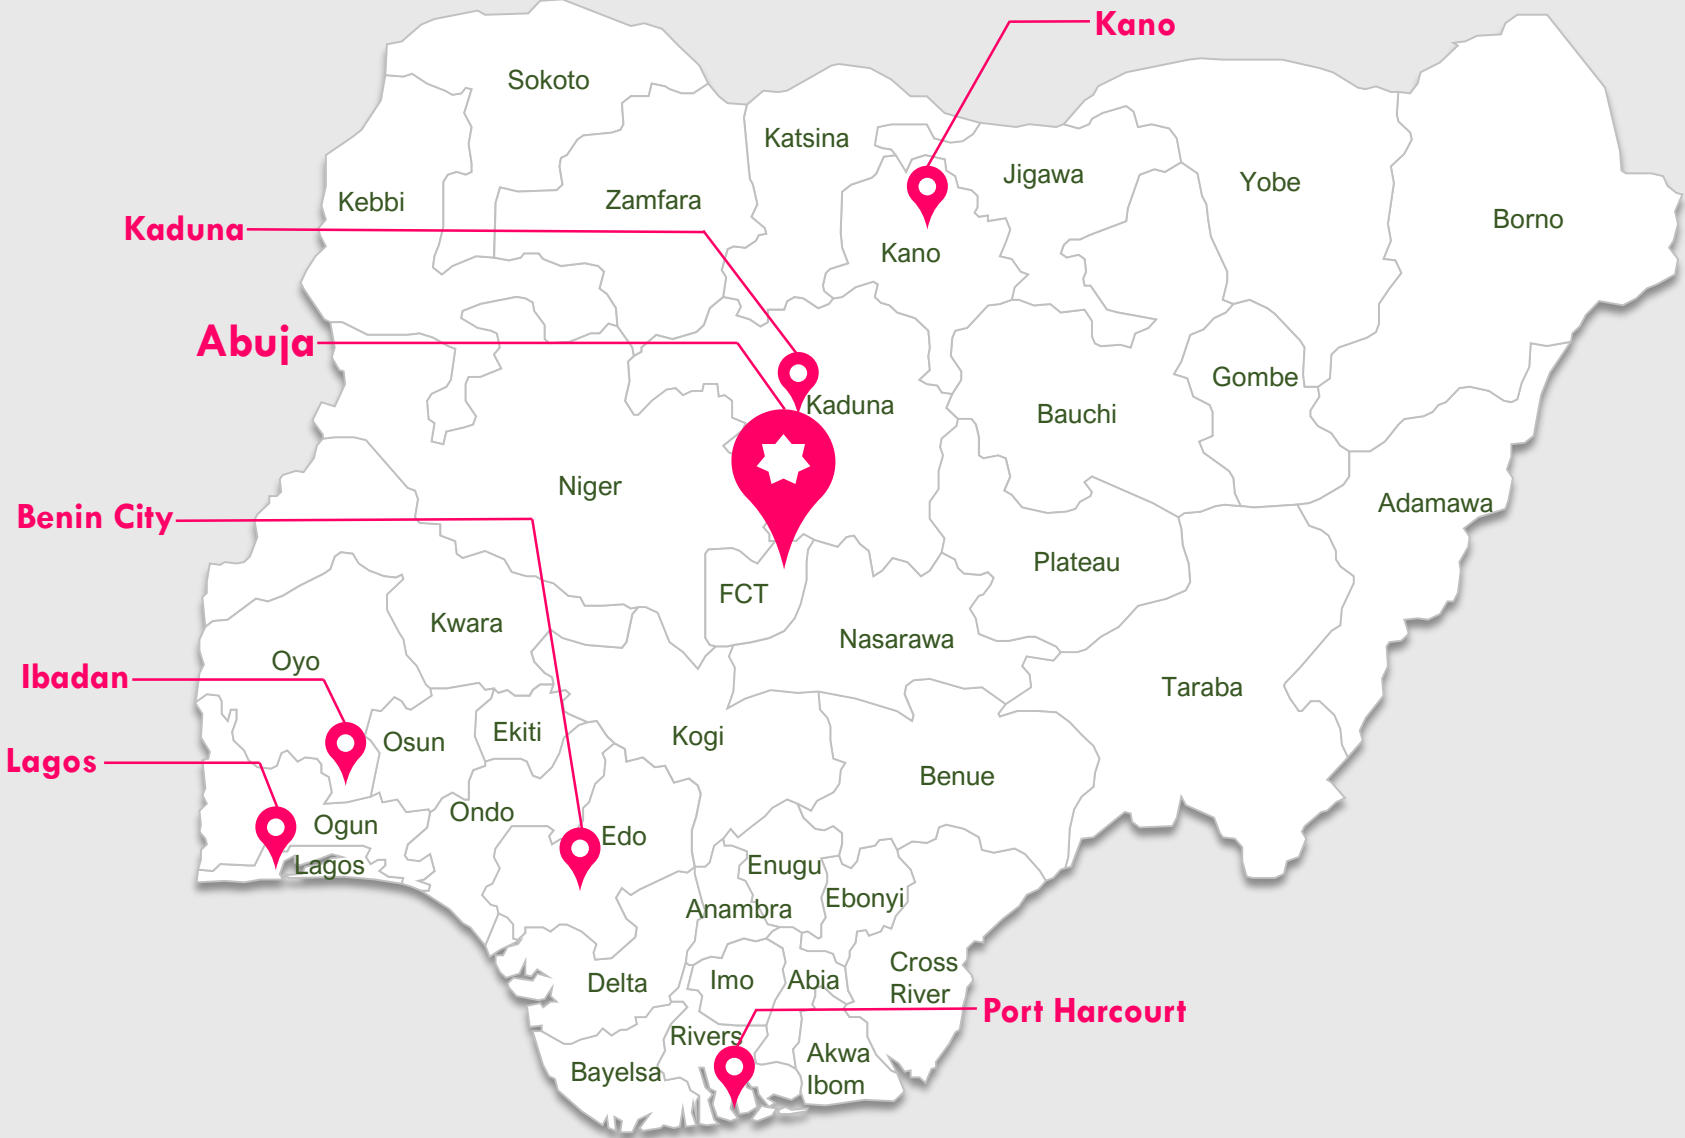 Kano
Sokoto
Katsina
Jigawa
Yobe
Kebbi
Zamfara
Borno
Kaduna
Kano
Abuja
Gombe
Kaduna
Bauchi
Niger
Adamawa
Benin City
Plateau
FCT
Kwara
Nasarawa
Oyo
Ibadan
Taraba
Osun
Ekiti
Kogi
Lagos
Benue
Ondo
Ogun
Edo
Lagos
Enugu
Ebonyi
Anambra
Cross
River
Delta
Imo
Abia
Port Harcourt
Rivers
Akwa
Ibom
Bayelsa